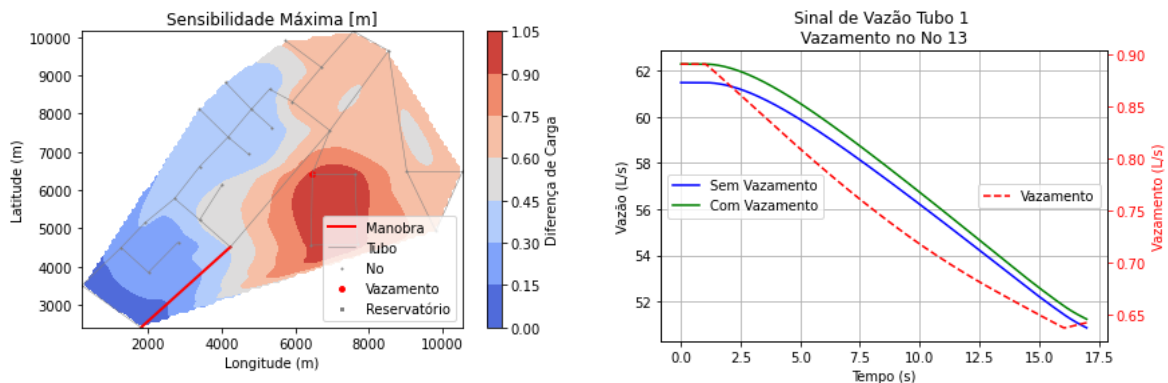 Sensibilidade Máxima [m]
Latitude (m)
10000
9000
8000
7000
6000
5000
4000
3000
2000
4000
6000
8000
10000
Longitude (m)
Manobra
Tubo
No
Vazamento
Reservatório
1.05
0.90
0.75
0.60
0.45
0.30
0.15
0.00
Diferença de Carga
Sinal de Vazão Tubo 1
Vazamento no No 13
Vazão (L/s)
62
60
58
56
54
52
0.0
2.5
5.0
7.5
10.0
12.5
15.0
17.5
Tempo (s)
Sem Vazamento
Com Vazamento
Vazamento
0.90
0.85
0.80
0.75
0.70
0.65
Vazamento (L/s)